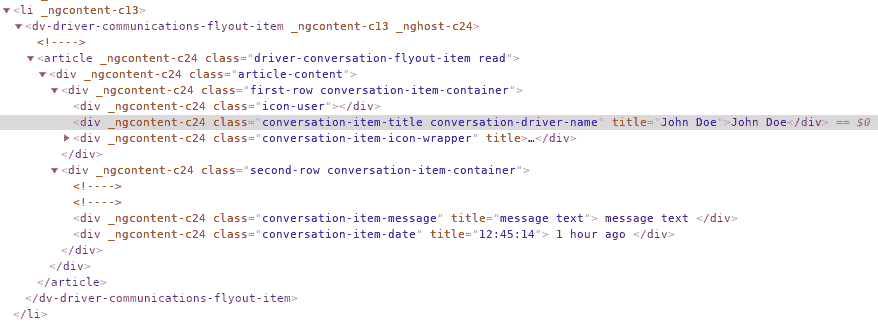 <li _ngcontent-c13>
<dv-driver-communications-flyout-item _ngcontent-c13 _nghost-c24>
<!---->
<article _ngcontent-c24 class="driver-conversation-flyout-item read">
<div _ngcontent-c24 class="article-content">
<div _ngcontent-c24 class="first-row conversation-item-container">
<div _ngcontent-c24 class="icon-user"></div>
<div _ngcontent-c24 class="conversation-item-title conversation-driver-name" title="John Doe">John Doe</div> == $0
<div _ngcontent-c24 class="conversation-item-icon-wrapper" title>…</div>
</div>
<div _ngcontent-c24 class="second-row conversation-item-container">
<!---->
<!---->
<div _ngcontent-c24 class="conversation-item-message" title="message text"> message text </div>
<div _ngcontent-c24 class="conversation-item-date" title="12:45:14"> 1 hour ago </div>
</div>
</div>
</article>
</dv-driver-communications-flyout-item>
</li>